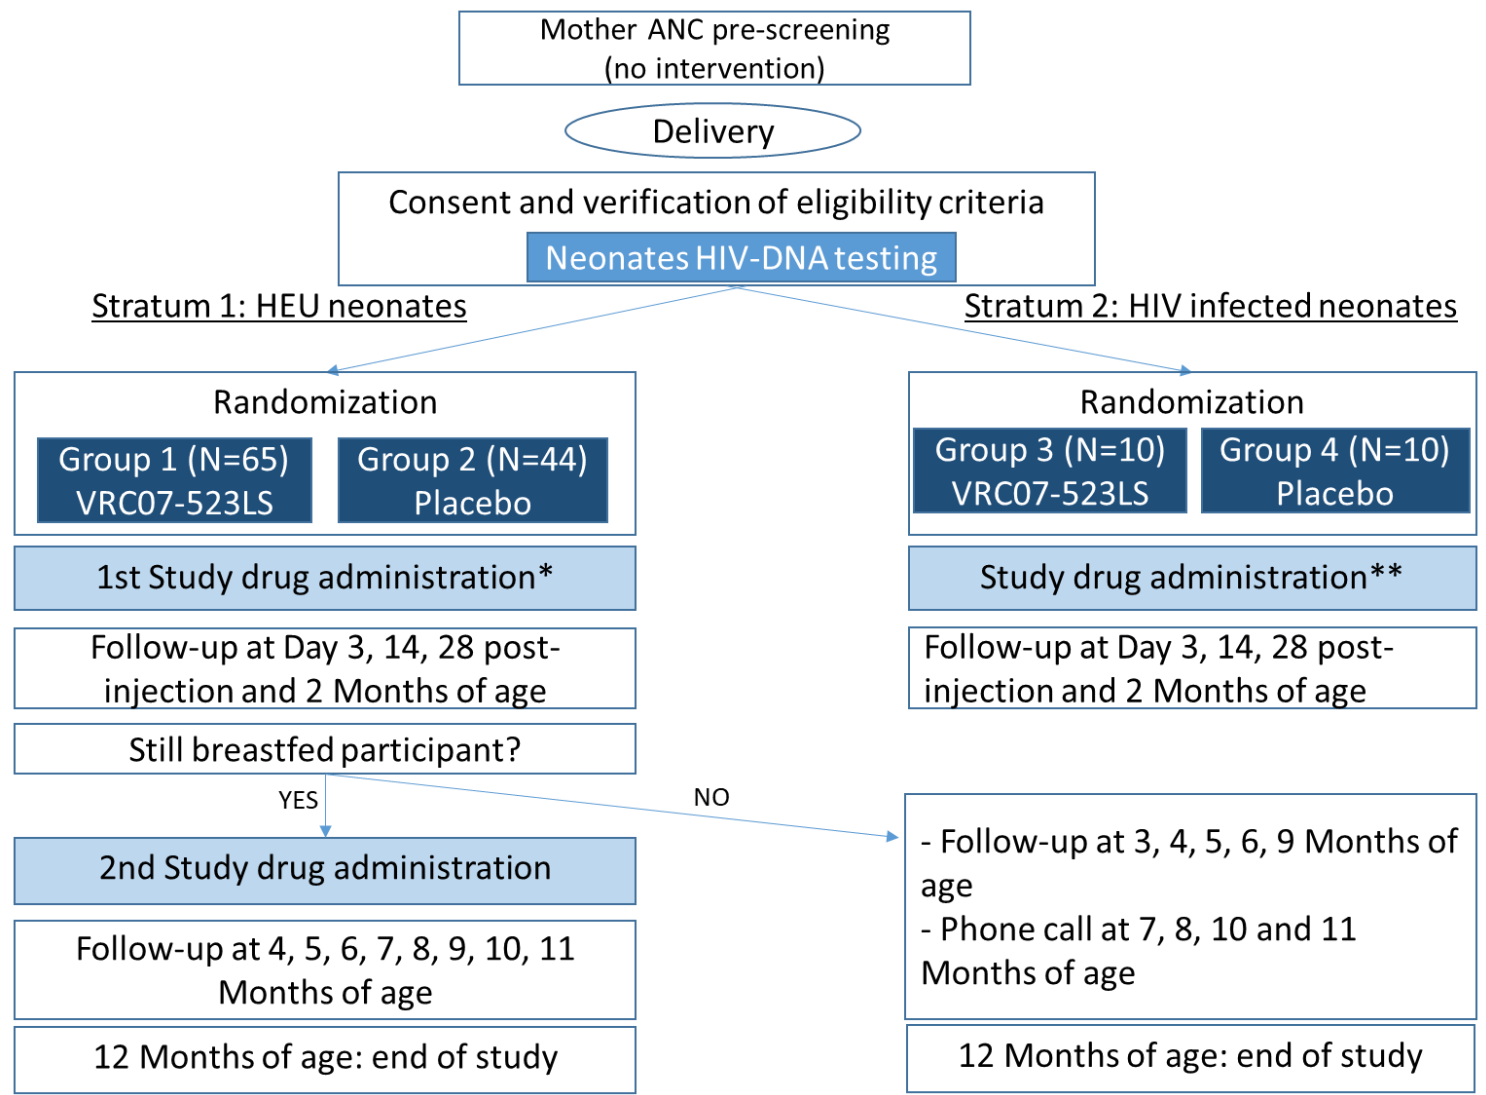 Mother ANC pre-screening
(no intervention)
Delivery
Consent and verification of eligibility criteria
Neonates HIV-DNA testing
Stratum 1: HEU neonates
Stratum 2: HIV infected neonates
Randomization
Group 1 (N=65)
VRC07-523LS
Group 2 (N=44)
Placebo
Randomization
Group 3 (N=10)
VRC07-523LS
Group 4 (N=10)
Placebo
1st Study drug administration*
Study drug administration**
Follow-up at Day 3, 14, 28 post-
injection and 2 Months of age
Follow-up at Day 3, 14, 28 post-
injection and 2 Months of age
Still breastfed participant?
YES
NO
2nd Study drug administration
Follow-up at 4, 5, 6, 7, 8, 9, 10, 11
Months of age
- Follow-up at 3, 4, 5, 6, 9 Months of
age
- Phone call at 7, 8, 10 and 11
Months of age
12 Months of age: end of study
12 Months of age: end of study